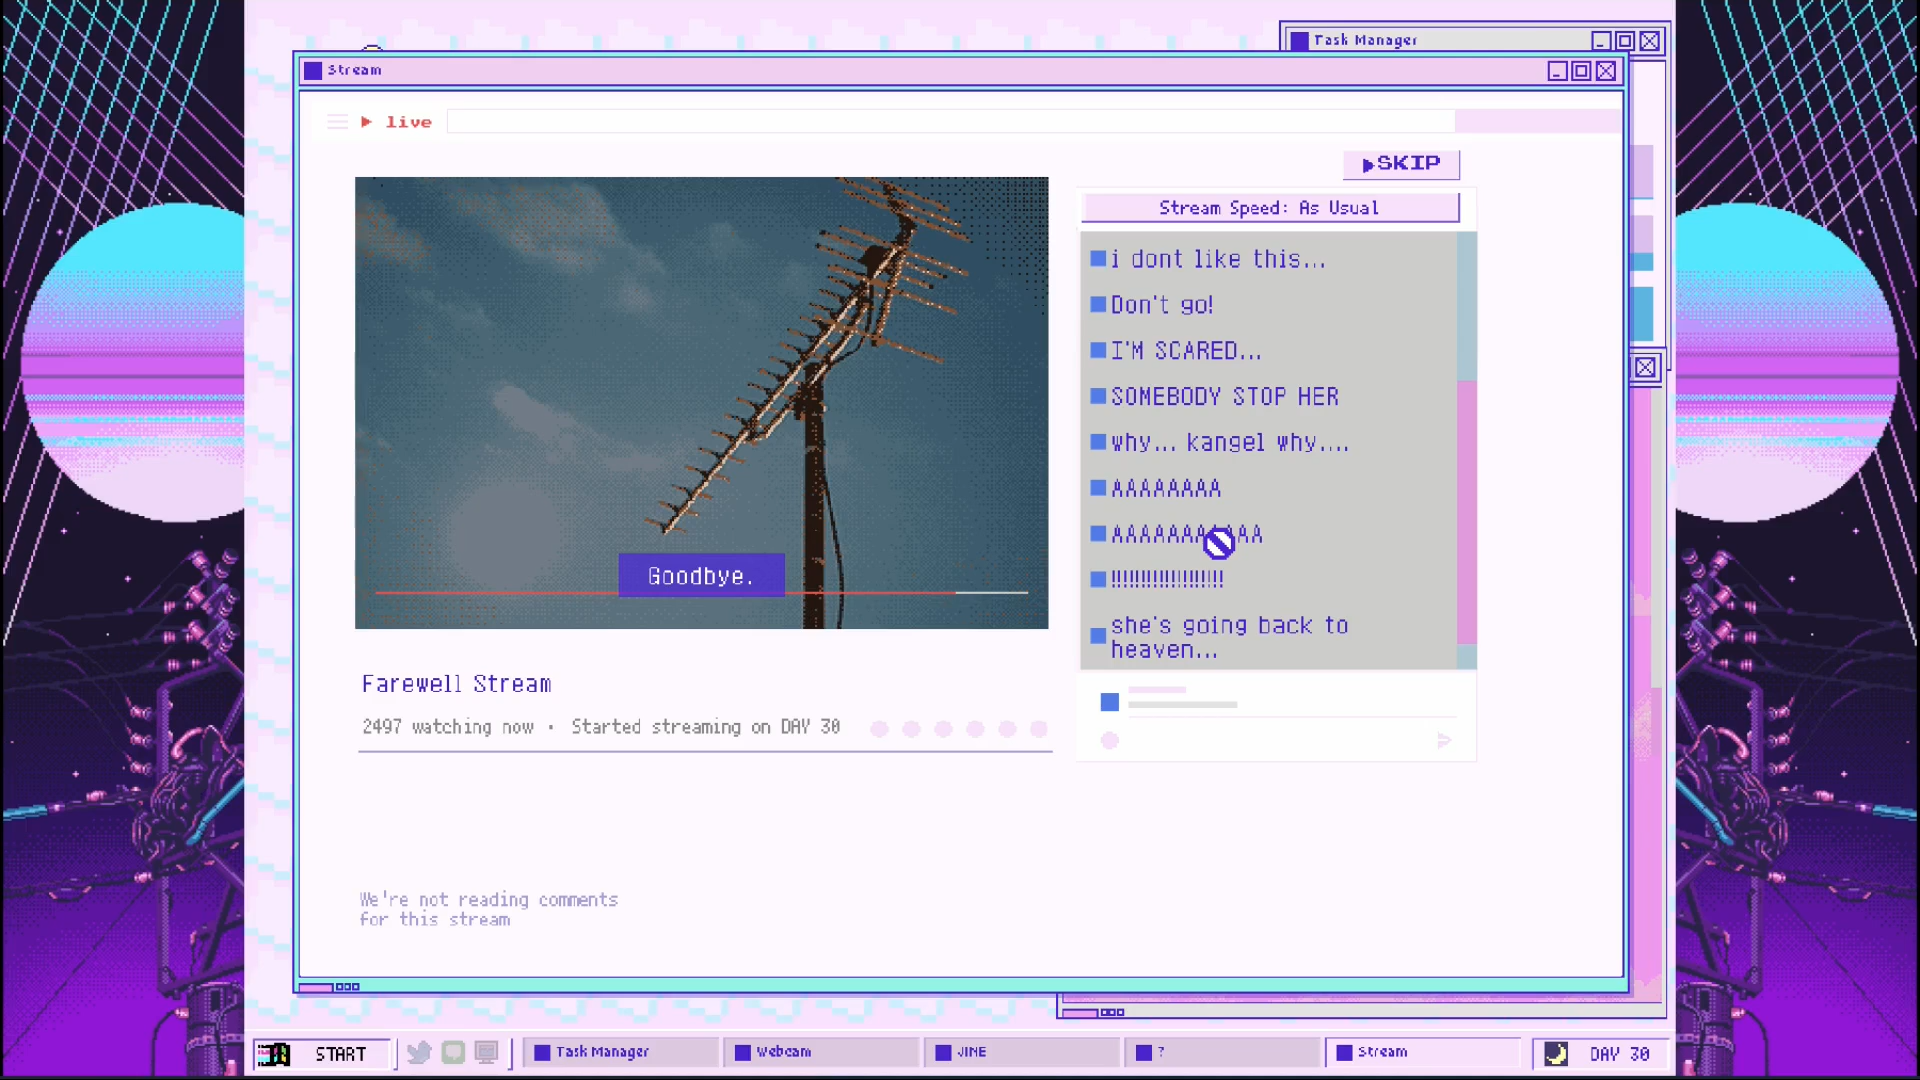 Task Manager
Stream
live
▶SKIP
Stream Speed: As Usual
i dont like this...
Don't go!
I'M SCARED...
SOMEBODY STOP HER
why... kangel why....
AAAAAAAA
AAAAAAAAAAA
!!!!!!!!!!!!!!!!!!!
she's going back to
heaven...
Goodbye.
Farewell Stream
2497 watching now · Started streaming on DAY 30
We're not reading comments
for this stream
START
Task Manager
Webcam
JINE
?
Stream
DAY 30